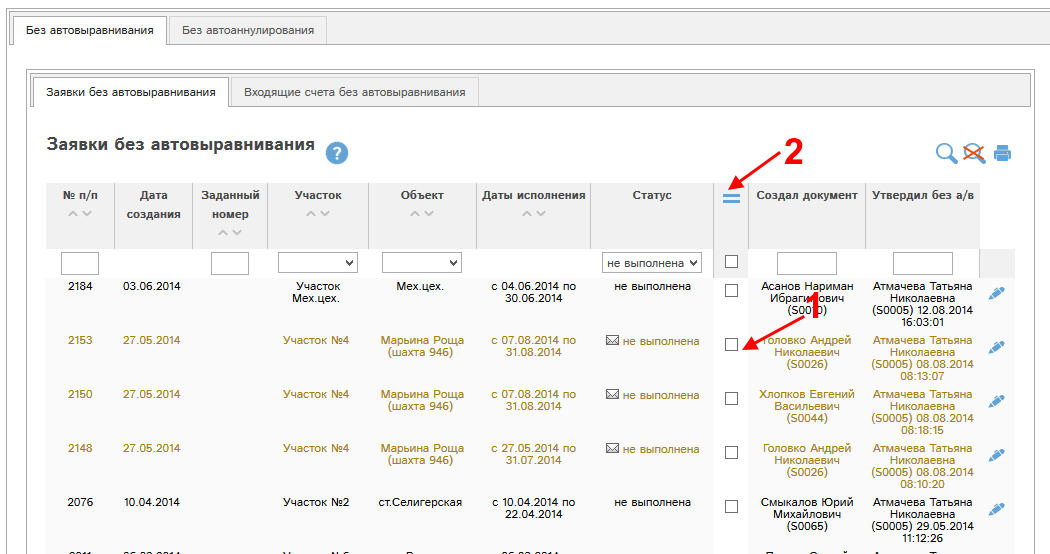 Без автовыравнивания Без автоаннулирования
Заявки без автовыравнивания Входящие счета без автовыравнивания
Заявки без автовыравнивания ?
2
№ п/п Дата создания Заданный номер Участок Объект Даты исполнения Статус Создал документ Утвердил без а/в
не выполнена
2184 03.06.2014 Участок Мех.цех. Мех.цех. с 04.06.2014 по 30.06.2014 не выполнена Асанов Нариман (S0010) Атмачева Татьяна Николаевна (S0005) 12.08.2014 16:03:01
1
2153 27.05.2014 Участок №4 Марьина Роща (шахта 946) с 07.08.2014 по 31.08.2014 не выполнена Головко Андрей Николаевич (S0026) Атмачева Татьяна Николаевна (S0005) 08.08.2014 08:13:07
2150 27.05.2014 Участок №4 Марьина Роща (шахта 946) с 07.08.2014 по 31.08.2014 не выполнена Хлопков Евгений Васильевич (S0044) Атмачева Татьяна Николаевна (S0005) 08.08.2014 08:18:15
2148 27.05.2014 Участок №4 Марьина Роща (шахта 946) с 27.05.2014 по 31.07.2014 не выполнена Головко Андрей Николаевич (S0026) Атмачева Татьяна Николаевна (S0005) 08.08.2014 08:10:20
2076 10.04.2014 Участок №2 ст.Селигерская с 10.04.2014 по 22.04.2014 не выполнена Смыкалов Юрий Михайлович (S0065) Атмачева Татьяна Николаевна (S0005) 29.05.2014 11:12:26